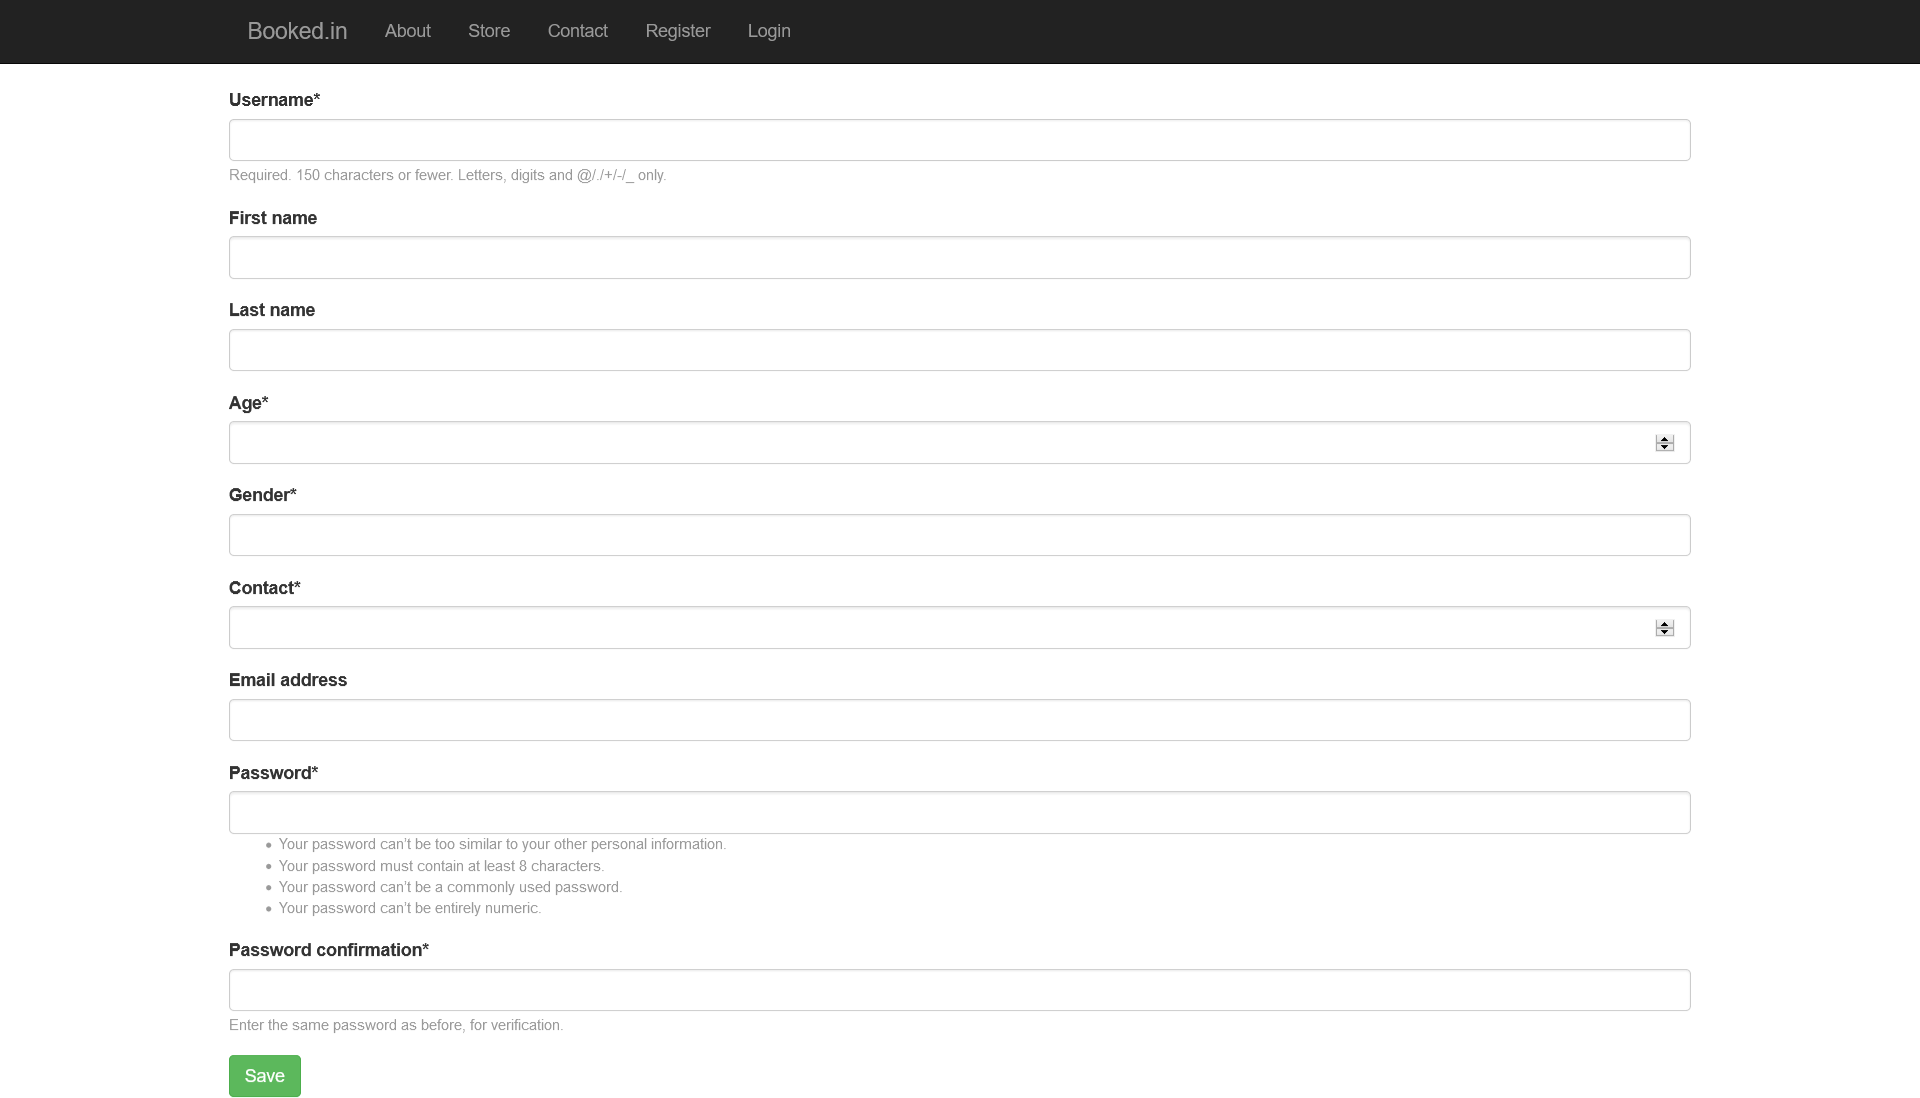 Booked.in About Store Contact Register Login
Username*
Required. 150 characters or fewer. Letters, digits and @/./+/-/_ only.
First name
Last name
Age*
Gender*
Contact*
Email address
Password*
• Your password can't be too similar to your other personal information.
• Your password must contain at least 8 characters.
• Your password can't be a commonly used password.
• Your password can't be entirely numeric.
Password confirmation*
Enter the same password as before, for verification.
Save